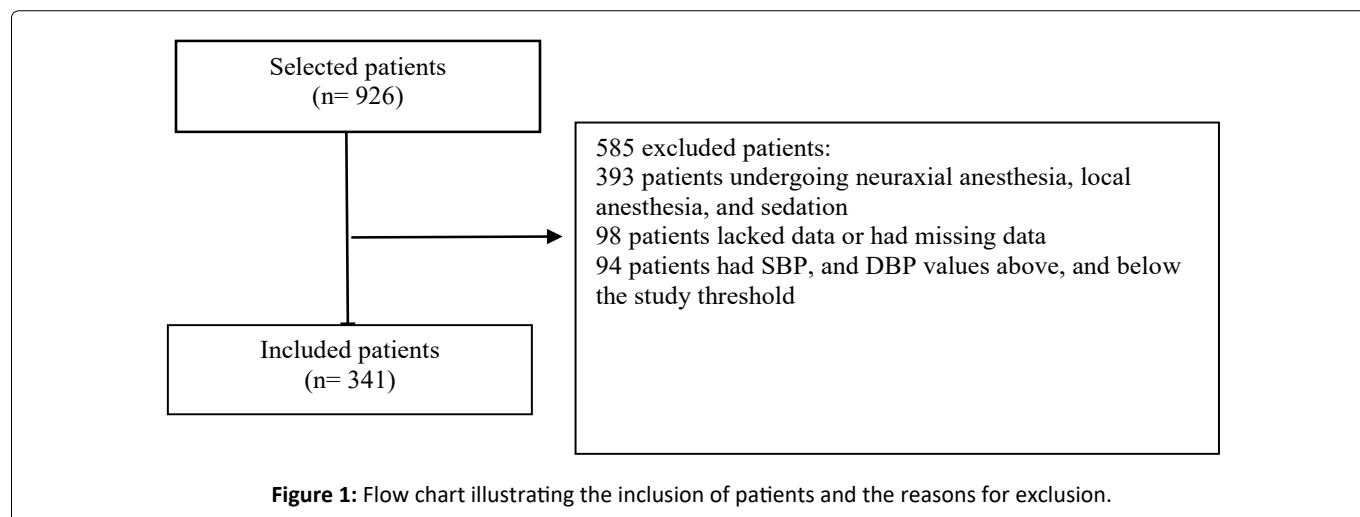 Selected patients
(n= 926)
585 excluded patients:
393 patients undergoing neuraxial anesthesia, local
anesthesia, and sedation
98 patients lacked data or had missing data
94 patients had SBP, and DBP values above, and below
the study threshold
Included patients
(n= 341)
Figure 1: Flow chart illustrating the inclusion of patients and the reasons for exclusion.